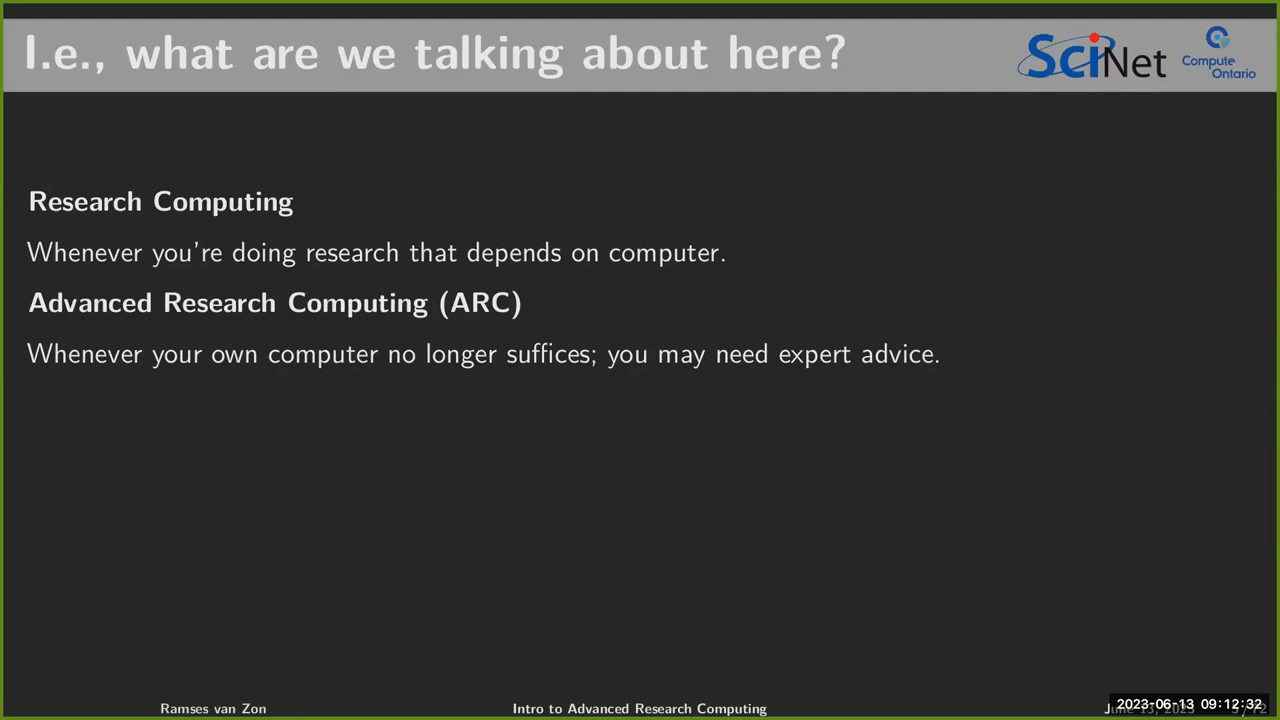 I.e., what are we talking about here?
SciNet
Compute
Ontario
Research Computing
Whenever you're doing research that depends on computer.
Advanced Research Computing (ARC)
Whenever your own computer no longer suffices; you may need expert advice.
Ramses van Zon
Intro to Advanced Research Computing
2023-06-13 09:12:32